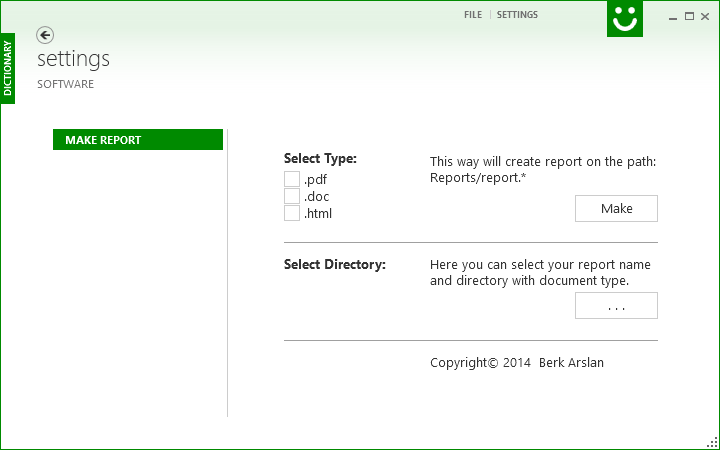 FILE | SETTINGS
DICTIONARY
settings
SOFTWARE
MAKE REPORT
Select Type:
.pdf
.doc
.html
This way will create report on the path:
Reports/report.*
Make
Select Directory:
Here you can select your report name
and directory with document type.
. . .
Copyright© 2014 Berk Arslan